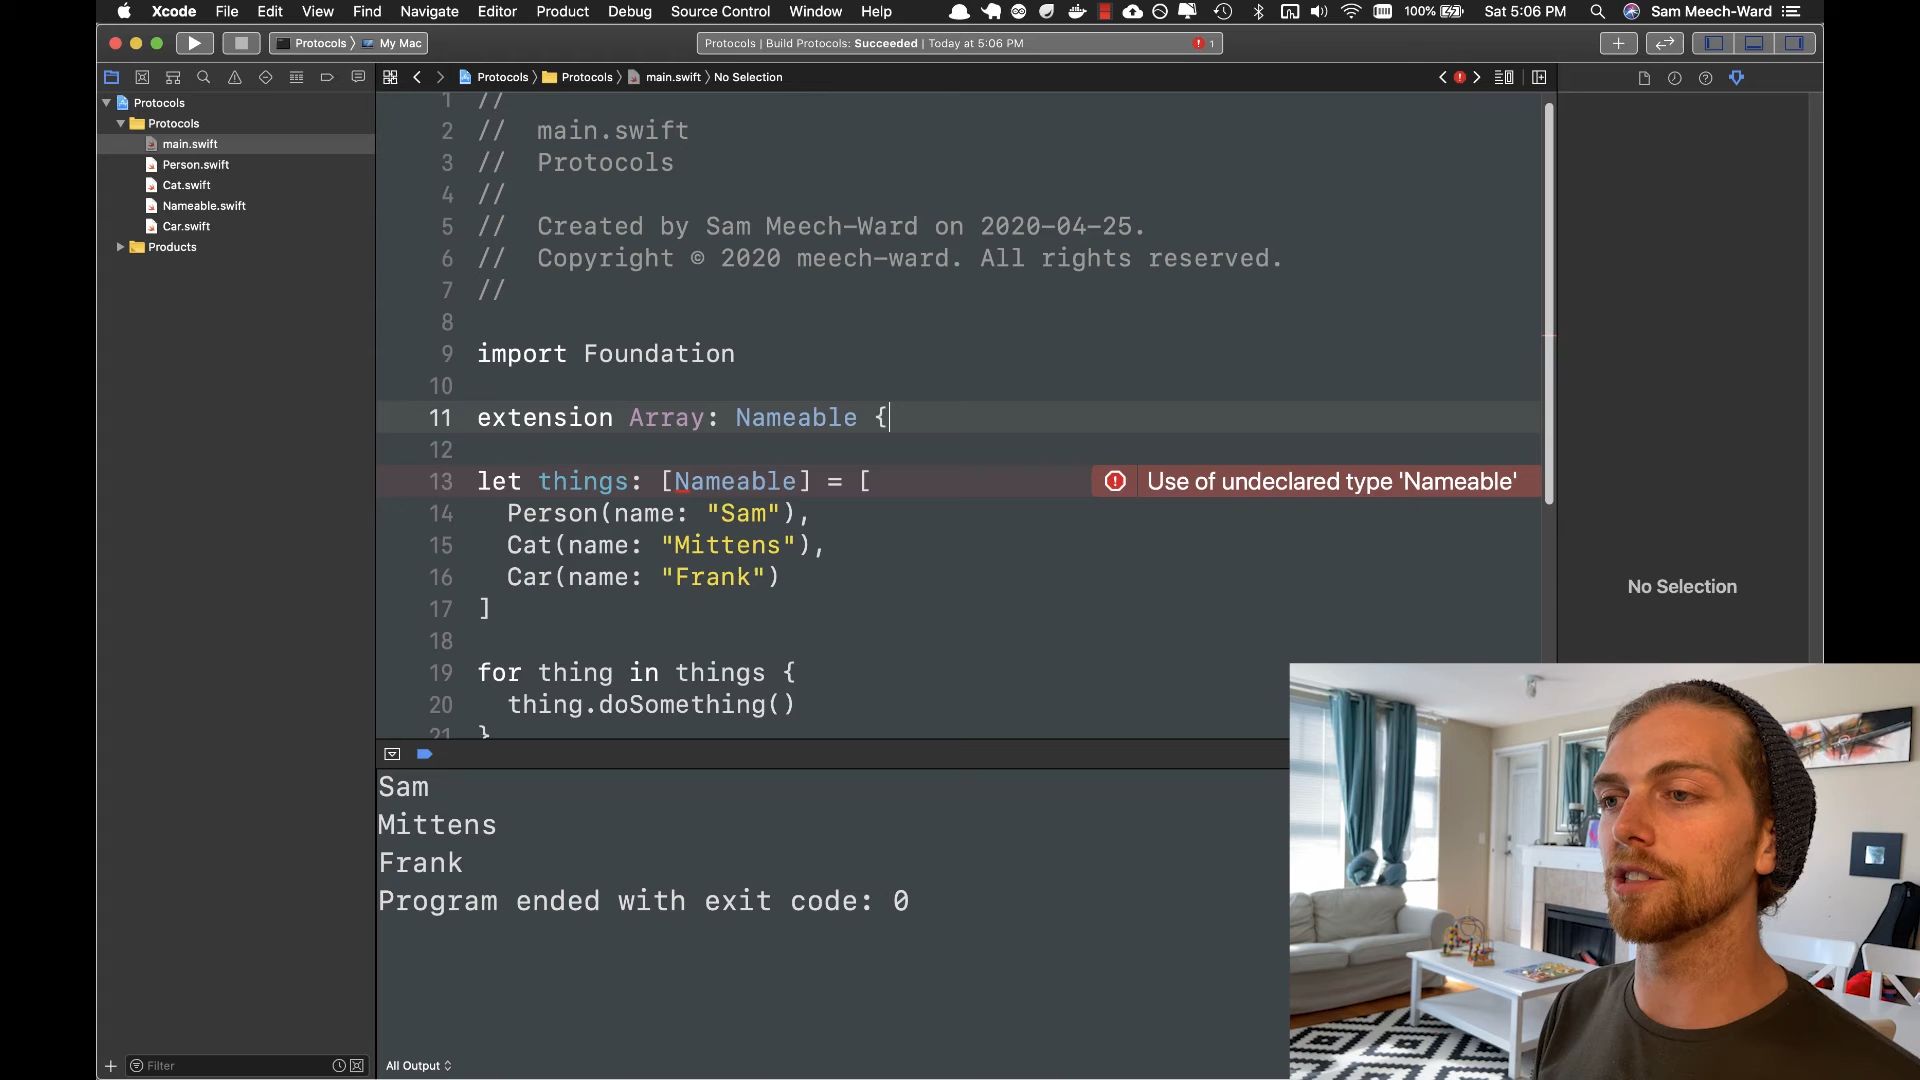 Xcode File Edit View Find Navigate Editor Product Debug Source Control Window Help 100% Sat 5:06 PM Sam Meech-Ward
Protocols My Mac
Protocols | Build Protocols: Succeeded | Today at 5:06 PM 1
Protocols Protocols main.swift No Selection
Protocols
Protocols
main.swift
Person.swift
Cat.swift
Nameable.swift
Car.swift
Products
1 //
2 // main.swift
3 // Protocols
4 //
5 // Created by Sam Meech-Ward on 2020-04-25.
6 // Copyright © 2020 meech-ward. All rights reserved.
7 //
8
9 import Foundation
10
11 extension Array: Nameable {
12
13 let things: [Nameable] = [ Use of undeclared type 'Nameable'
14 Person(name: "Sam"),
15 Cat(name: "Mittens"),
16 Car(name: "Frank")
17 ]
18
19 for thing in things {
20 thing.doSomething()
21 }
No Selection
Sam
Mittens
Frank
Program ended with exit code: 0
Filter
All Output